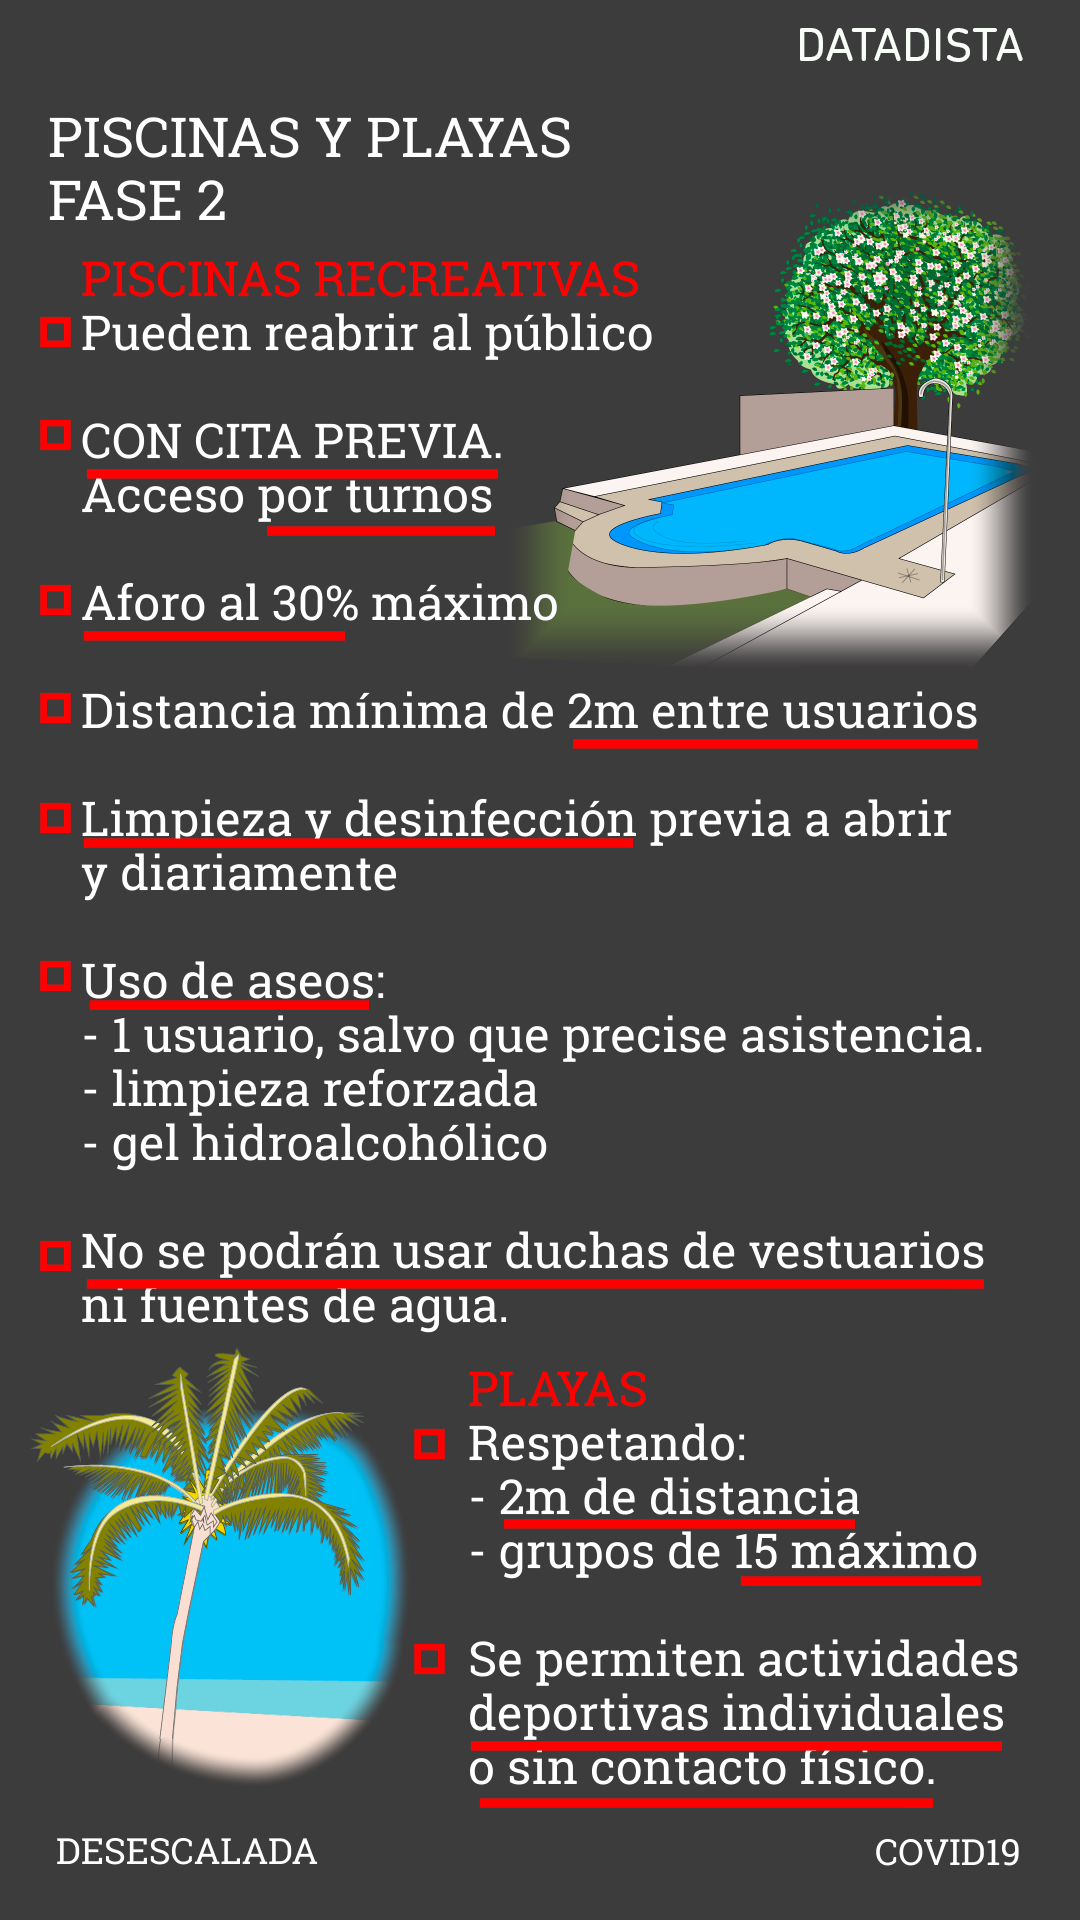 DATADISTA
PISCINAS Y PLAYAS
FASE 2
PISCINAS RECREATIVAS
Pueden reabrir al público
CON CITA PREVIA.
Acceso por turnos
Aforo al 30% máximo
Distancia mínima de 2m entre usuarios
Limpieza y desinfección previa a abrir
y diariamente
Uso de aseos:
- 1 usuario, salvo que precise asistencia.
- limpieza reforzada
- gel hidroalcohólico
No se podrán usar duchas de vestuarios
ni fuentes de agua.
PLAYAS
Respetando:
- 2m de distancia
- grupos de 15 máximo
Se permiten actividades
deportivas individuales
o sin contacto físico.
DESESCALADA
COVID19